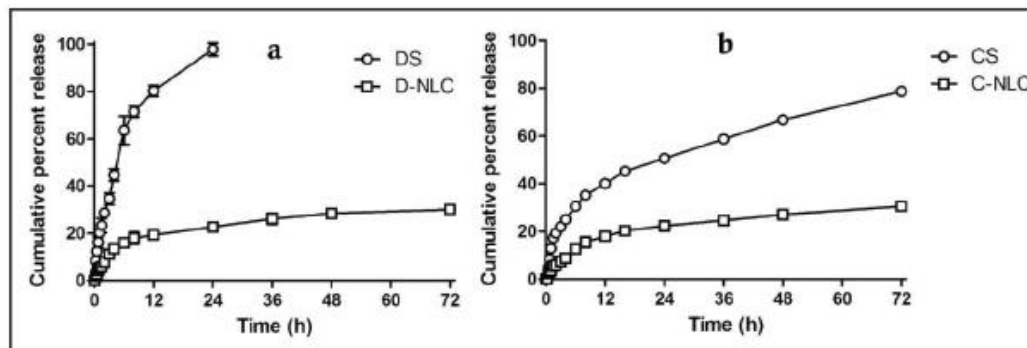 a
DS
D-NLC
Cumulative percent release
100
80
60
40
20
0
0 12 24 36 48 60 72
Time (h)
b
CS
C-NLC
Cumulative percent release
100
80
60
40
20
0
0 12 24 36 48 60 72
Time (h)